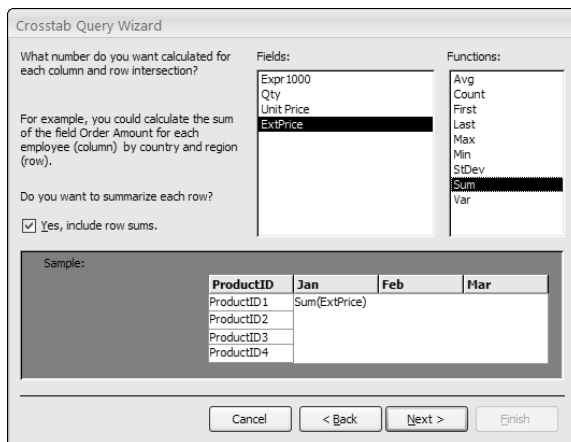 Crosstab Query Wizard
What number do you want calculated for
each column and row intersection?
For example, you could calculate the sum
of the field Order Amount for each
employee (column) by country and region
(row).
Do you want to summarize each row?
Yes, include row sums.
Fields:
Expr1000
Qty
Unit Price
ExtPrice
Functions:
Avg
Count
First
Last
Max
Min
StDev
Sum
Var
Sample:
ProductID Jan Feb Mar
ProductID1 Sum(ExtPrice)
ProductID2
ProductID3
ProductID4
Cancel < Back Next > Finish